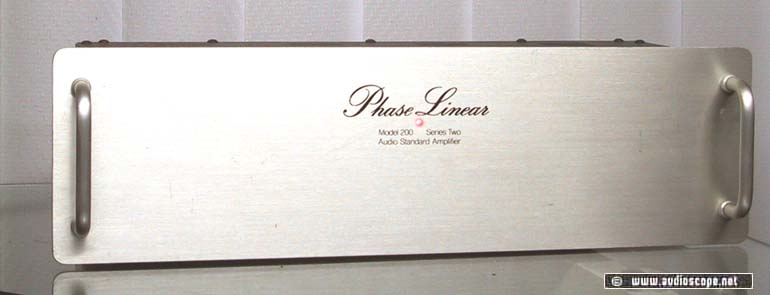 Phase Linear
Model 200 Series Two
Audio Standard Amplifier
© www.audioscope.net